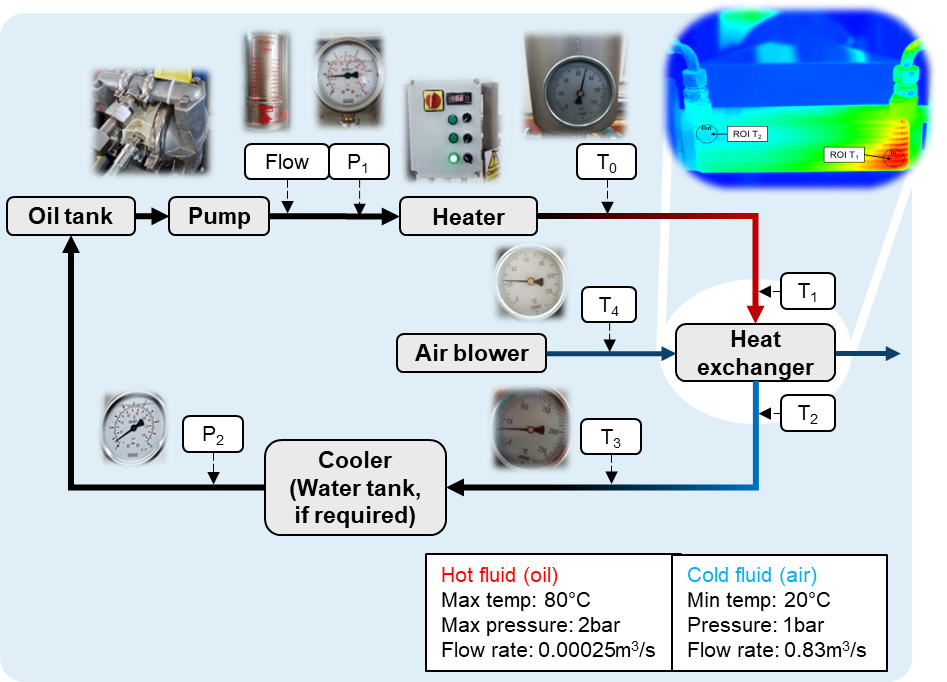 Flow
P1
T0
Out
ROI T2
ROI T1
In
Oil tank
Pump
Heater
T1
T4
Air blower
Heat
exchanger
T2
P2
T3
Cooler
(Water tank,
if required)
Hot fluid (oil)
Max temp: 80°C
Max pressure: 2bar
Flow rate: 0.00025m³/s
Cold fluid (air)
Min temp: 20°C
Pressure: 1bar
Flow rate: 0.83m³/s